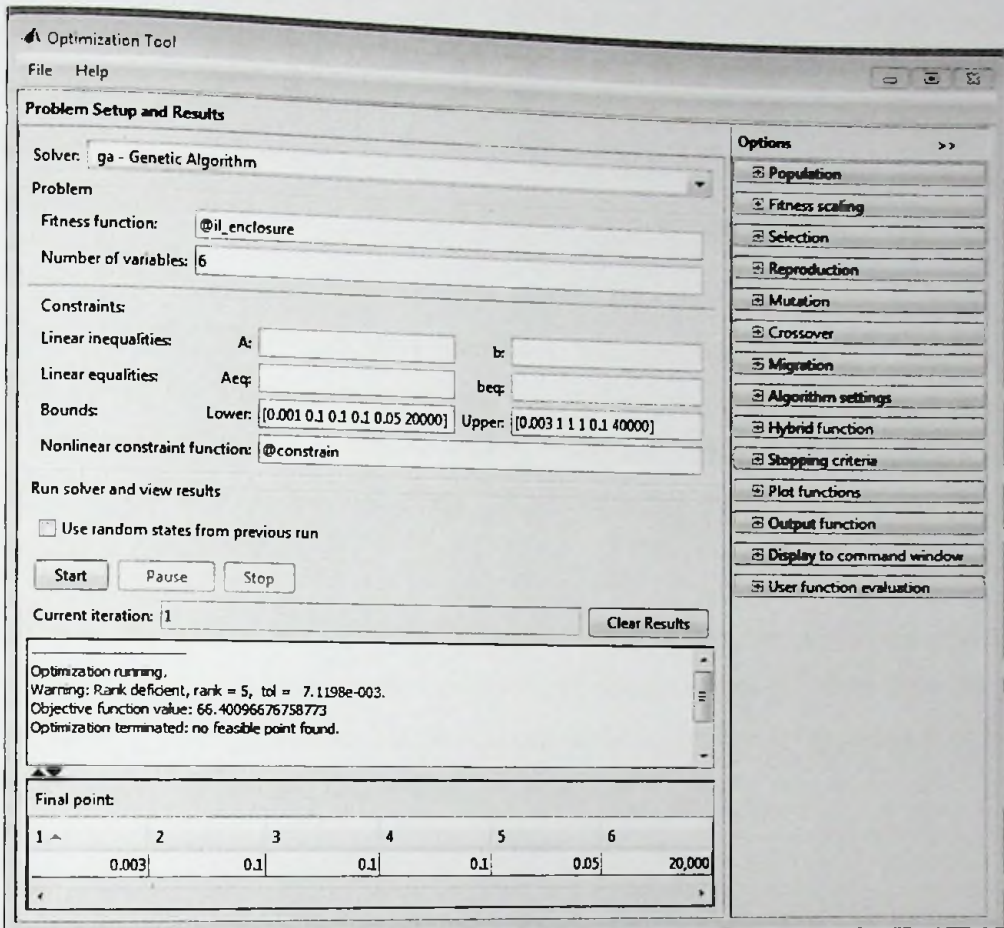 Optimization Tool
File Help
Problem Setup and Results
Solver: ga - Genetic Algorithm
Problem
Fitness function: @il_enclosure
Number of variables: 6
Constraints:
Linear inequalities: A: b:
Linear equalities: Aeq: beq:
Bounds: Lower: [0.001 0.1 0.1 0.1 0.05 20000] Upper: [0.003 1 1 1 0.1 40000]
Nonlinear constraint function: @constrain
Run solver and view results
Use random states from previous run
Start Pause Stop
Current iteration: 1 Clear Results
Optimization running.
Warning: Rank deficient, rank = 5, tol = 7.1198e-003.
Objective function value: 66.40096676758773
Optimization terminated: no feasible point found.
Final point:
1 2 3 4 5 6
0.003 0.1 0.1 0.1 0.05 20,000
Options >>
Population
Fitness scaling
Selection
Reproduction
Mutation
Crossover
Migration
Algorithm settings
Hybrid function
Stopping criteria
Plot functions
Output function
Display to command window
User function evaluation